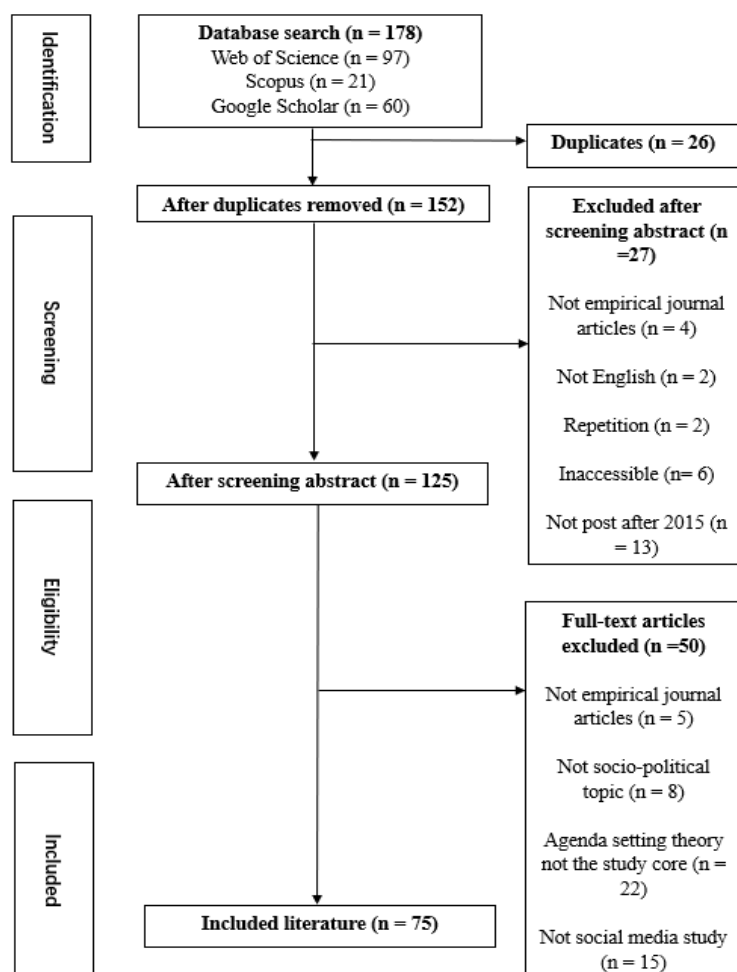 Identification
Database search (n = 178)
Web of Science (n = 97)
Scopus (n = 21)
Google Scholar (n = 60)
Duplicates (n = 26)
After duplicates removed (n = 152)
Screening
Excluded after
screening abstract (n
=27)
Not empirical journal
articles (n = 4)
Not English (n = 2)
Repetition (n = 2)
Inaccessible (n= 6)
Not post after 2015 (n
= 13)
After screening abstract (n = 125)
Eligibility
Full-text articles
excluded (n =50)
Not empirical journal
articles (n = 5)
Not socio-political
topic (n = 8)
Agenda setting theory
not the study core (n =
22)
Not social media study
(n = 15)
Included
Included literature (n = 75)